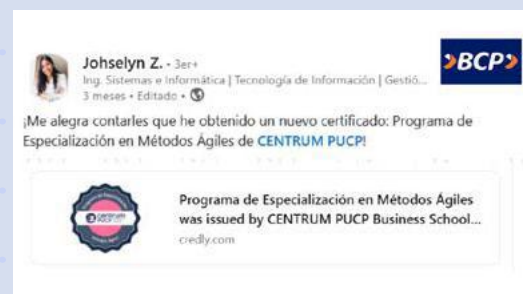 Johselyn Z. • 3er+
Ing. Sistemas e Informática | Tecnología de Información | Gestió...
3 meses • Editado •
>BCP>
¡Me alegra contarles que he obtenido un nuevo certificado: Programa de
Especialización en Métodos Ágiles de CENTRUM PUCP!
CENTRUM
PUCP
Programa de Especialización en Métodos Ágiles
was issued by CENTRUM PUCP Business School...
credly.com